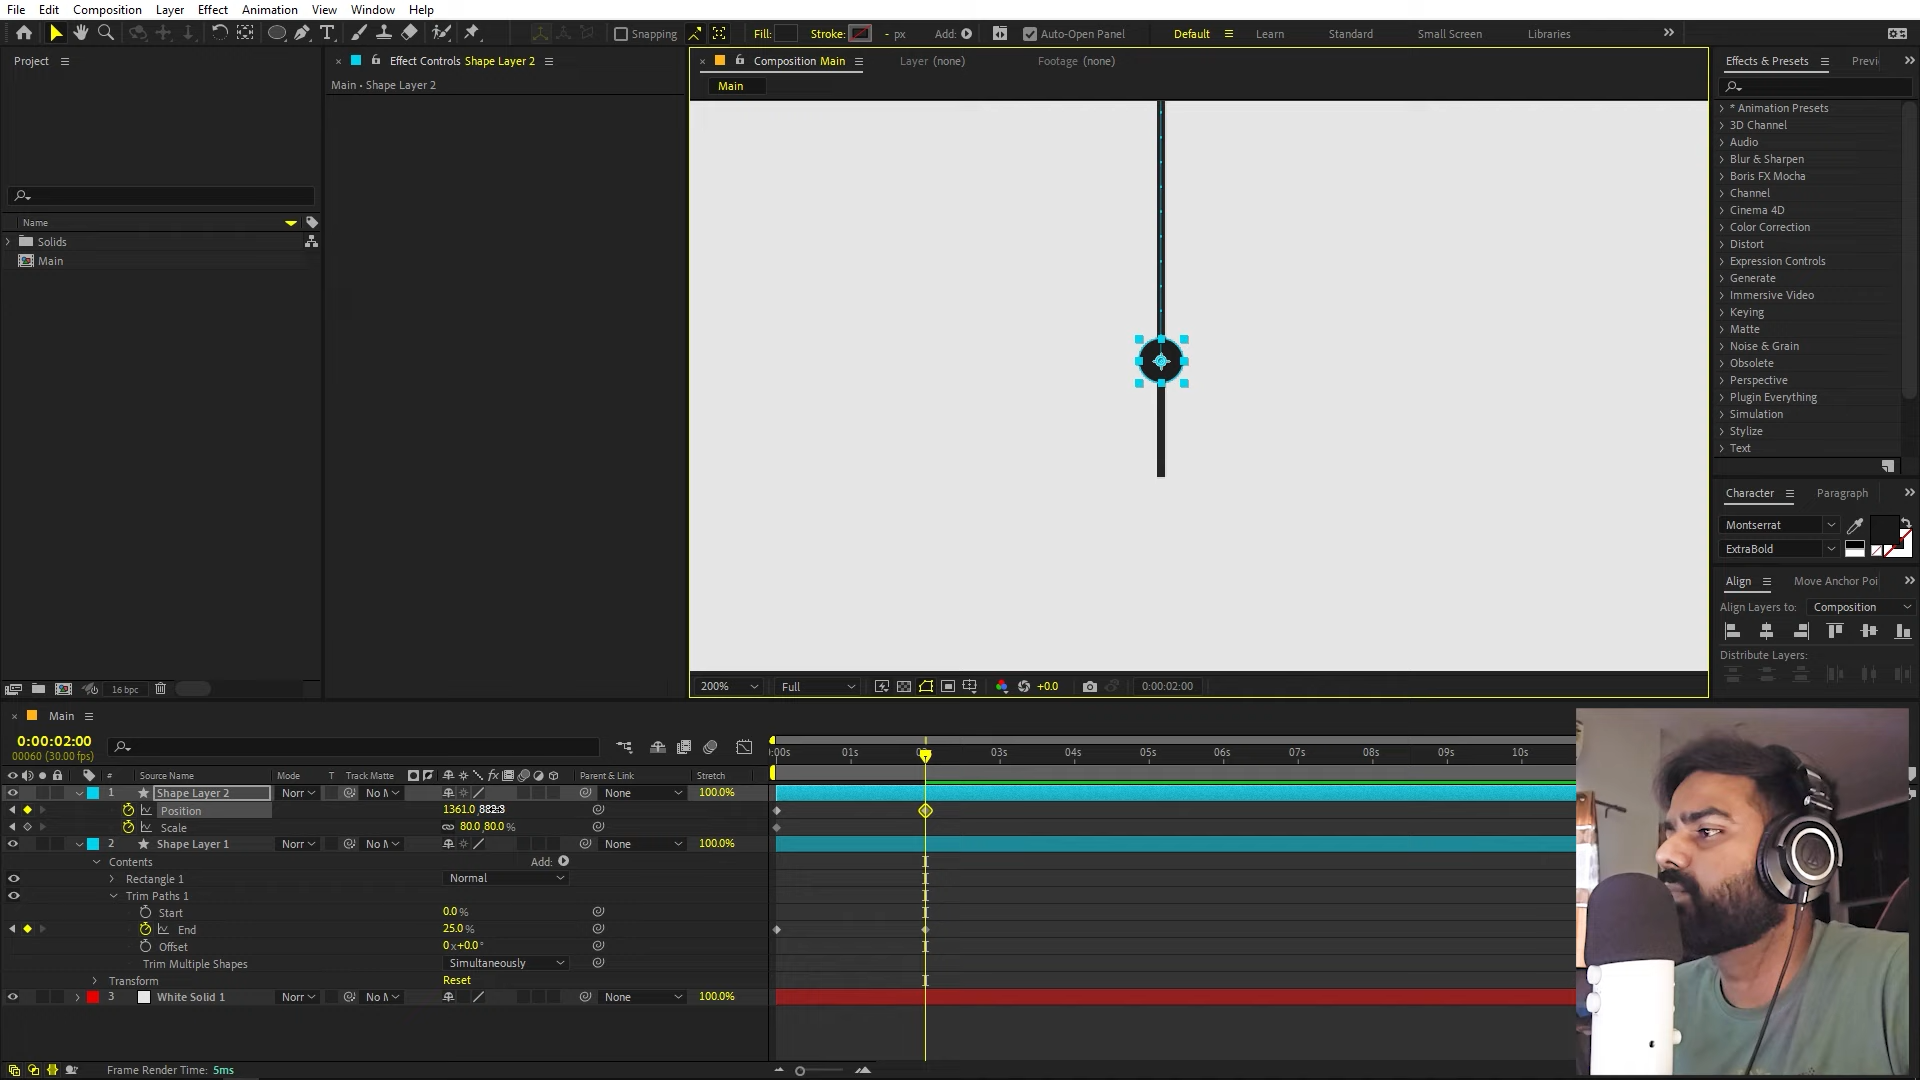 File Edit Composition Layer Effect Animation View Window Help
Snapping Fill: Stroke: - px Add: Auto-Open Panel Default Learn Standard Small Screen Libraries
Project Effect Controls Shape Layer 2 Composition Main Layer (none) Footage (none) Effects & Presets Previ
Main • Shape Layer 2 Main
* Animation Presets
3D Channel
Audio
Blur & Sharpen
Boris FX Mocha
Channel
Cinema 4D
Color Correction
Distort
Expression Controls
Generate
Immersive Video
Keying
Matte
Noise & Grain
Obsolete
Perspective
Plugin Everything
Simulation
Stylize
Text
Name
Solids
Main
Character Paragraph
Montserrat
ExtraBold
Align Move Anchor Poi
Align Layers to: Composition
Distribute Layers:
16 bpc
200% Full +0.0 0:00:02:00
Main
0:00:02:00
00060 (30.00 fps)
:00s 01s 03s 04s 05s 06s 07s 08s 09s 10s
# Source Name Mode T Track Matte fx Parent & Link Stretch
1 Shape Layer 2 Norr No M None 100.0%
Position 1361.0
Scale 80.0, 80.0 %
2 Shape Layer 1 Norr No M None 100.0%
Contents Add:
Rectangle 1 Normal
Trim Paths 1
Start 0.0 %
End 25.0 %
Offset 0 x+0.0 °
Trim Multiple Shapes Simultaneously
Transform Reset
3 White Solid 1 Norr No M None 100.0%
Frame Render Time: 5ms